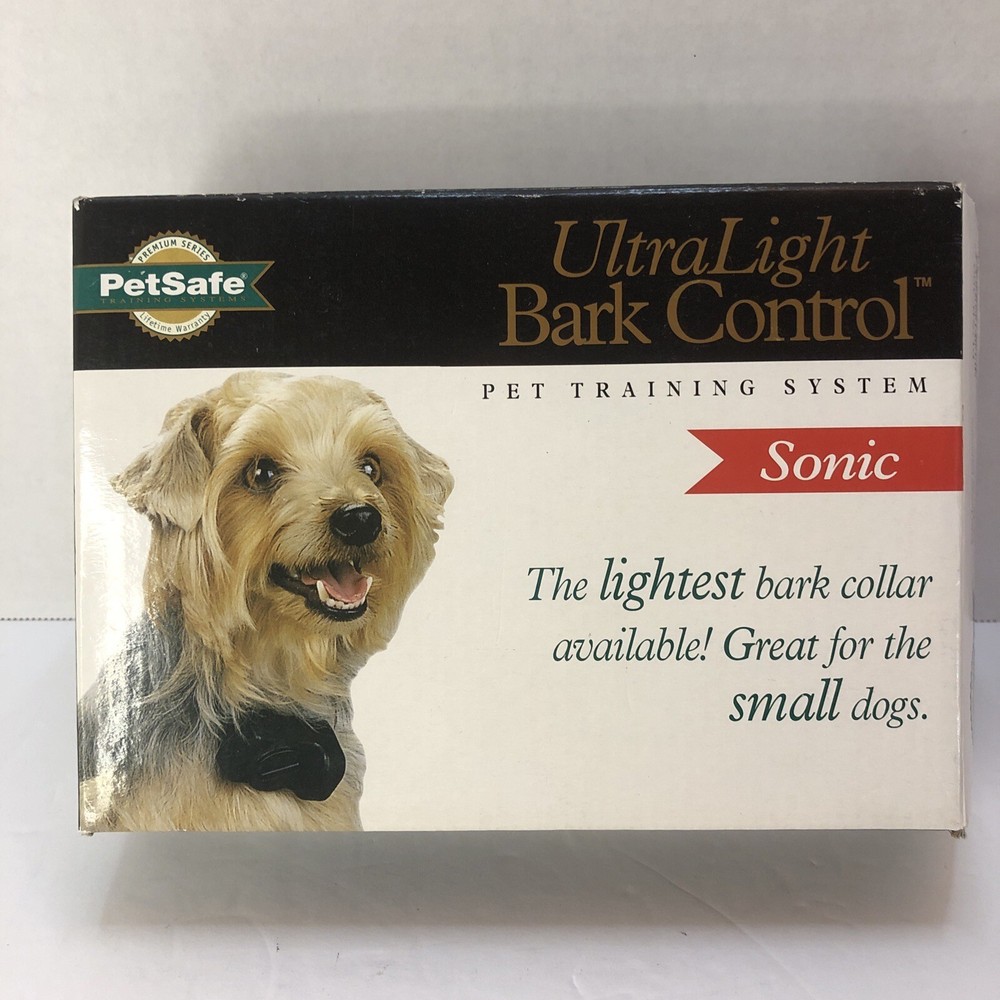 PREMIUM SERIES
PetSafe®
TRAINING SYSTEMS
Lifetime Warranty
UltraLight
Bark Control™
PET TRAINING SYSTEM
Sonic
The lightest bark collar
available! Great for the
small dogs.